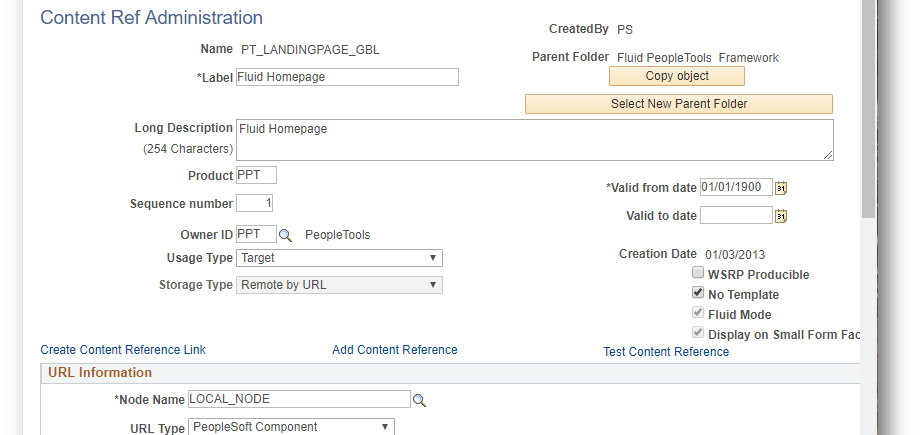 Content Ref Administration
CreatedBy PS
Name PT_LANDINGPAGE_GBL
Parent Folder Fluid PeopleTools Framework
*Label Fluid Homepage
Copy object
Select New Parent Folder
Long Description Fluid Homepage
(254 Characters)
Product PPT
*Valid from date 01/01/1900 31
Sequence number 1
Valid to date 31
Owner ID PPT PeopleTools
Usage Type Target
Creation Date 01/03/2013
WSRP Producible
Storage Type Remote by URL
No Template
Fluid Mode
Display on Small Form Fac
Create Content Reference Link Add Content Reference Test Content Reference
URL Information
*Node Name LOCAL_NODE
URL Type PeopleSoft Component